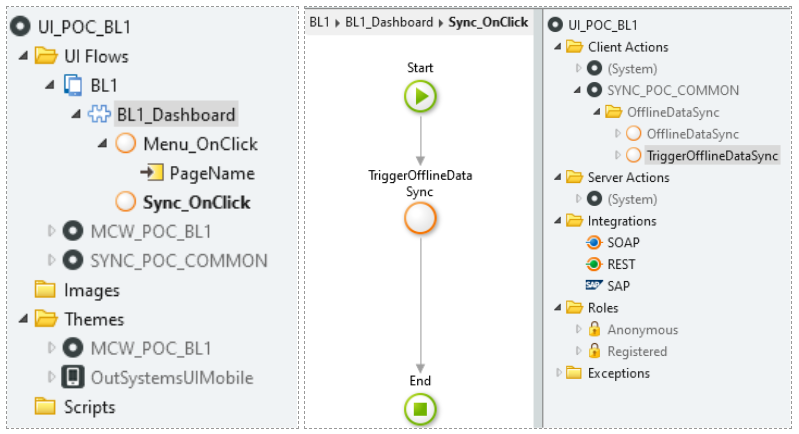 UI_POC_BL1
UI Flows
BL1
BL1_Dashboard
Menu_OnClick
PageName
Sync_OnClick
MCW_POC_BL1
SYNC_POC_COMMON
Images
Themes
MCW_POC_BL1
OutSystemsUIMobile
Scripts
BL1 BL1_Dashboard Sync_OnClick
Start
TriggerOfflineData
Sync
End
UI_POC_BL1
Client Actions
(System)
SYNC_POC_COMMON
OfflineDataSync
OfflineDataSync
TriggerOfflineDataSync
Server Actions
(System)
Integrations
SOAP
REST
SAP SAP
Roles
Anonymous
Registered
Exceptions